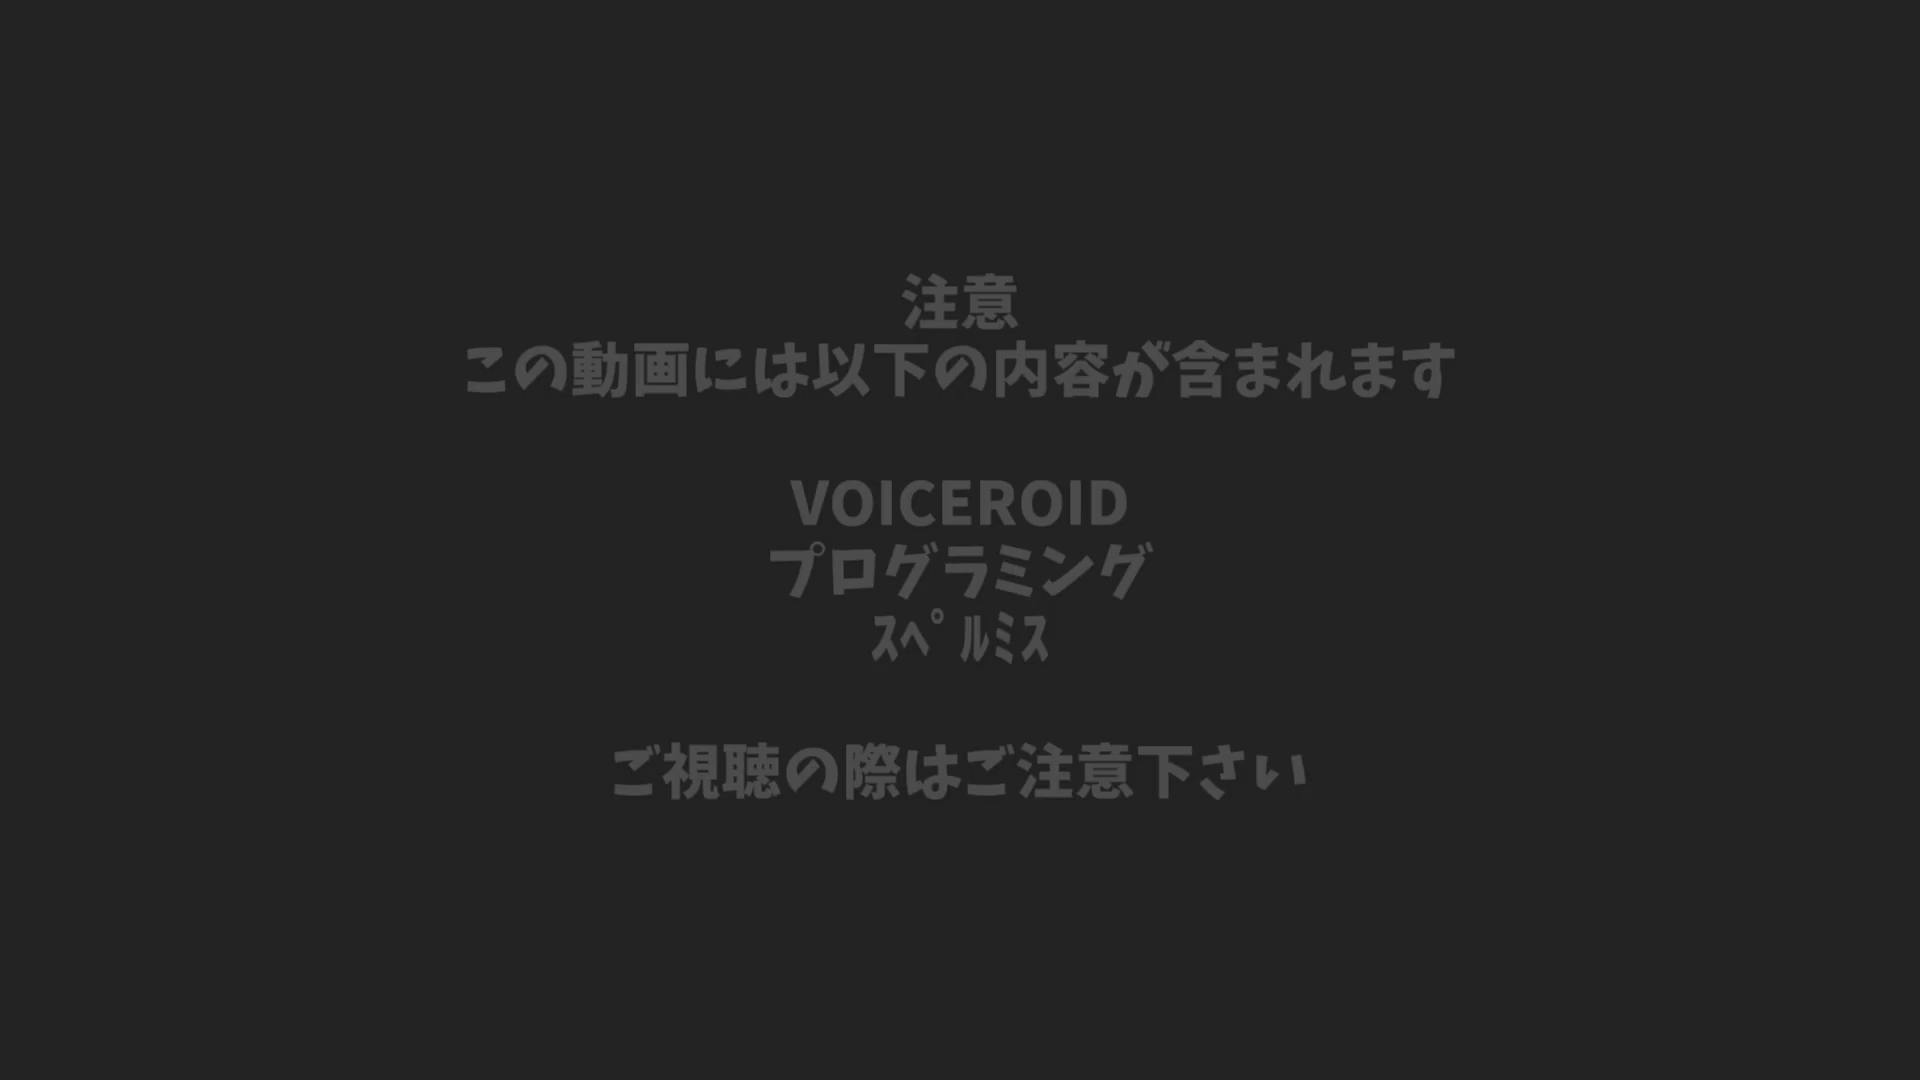 注意
この動画には以下の内容が含まれます
VOICEROID
プログラミング
ｽﾍﾟﾙﾐｽ
ご視聴の際はご注意下さい